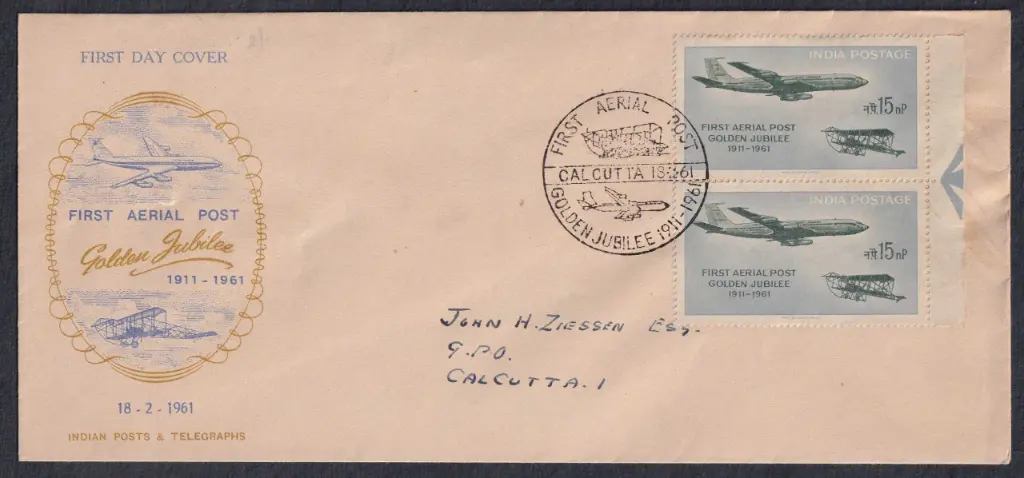 FIRST DAY COVER
FIRST AERIAL POST
Golden Jubilee
1911-1961
18-2-1961
INDIAN POSTS & TELEGRAPHS
FIRST AERIAL POST
CALCUTTA 18 61
GOLDEN JUBILEE 1911-1961
INDIA POSTAGE
न.पै.15 nP
FIRST AERIAL POST
GOLDEN JUBILEE
1911-1961
INDIA POSTAGE
न.पै.15 nP
FIRST AERIAL POST
GOLDEN JUBILEE
1911-1961
JOHN H. ZIESSEN Esq.
G.P.O.
CALCUTTA. 1